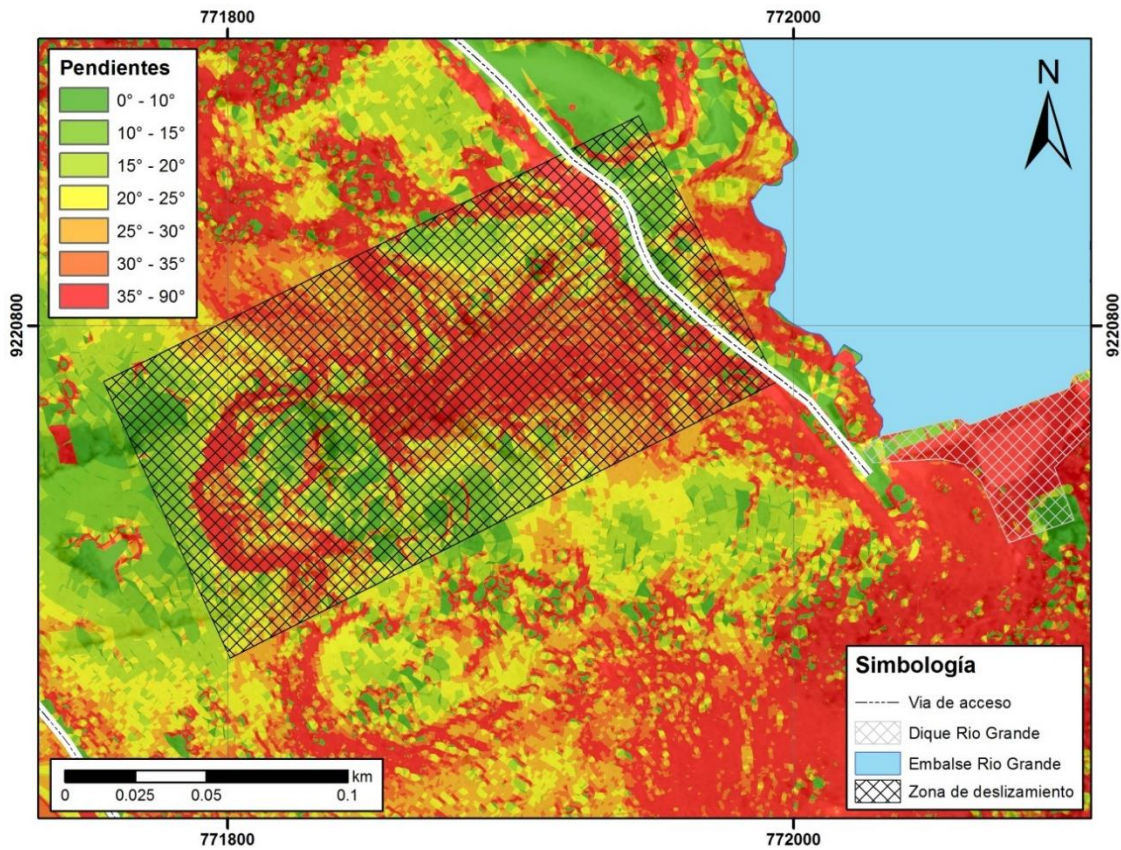 771800
772000
Pendientes
0° - 10°
10° - 15°
15° - 20°
20° - 25°
25° - 30°
30° - 35°
35° - 90°
N
9220800
9220800
Simbología
Via de acceso
Dique Rio Grande
Embalse Rio Grande
Zona de deslizamiento
km
0 0.025 0.05 0.1
771800
772000